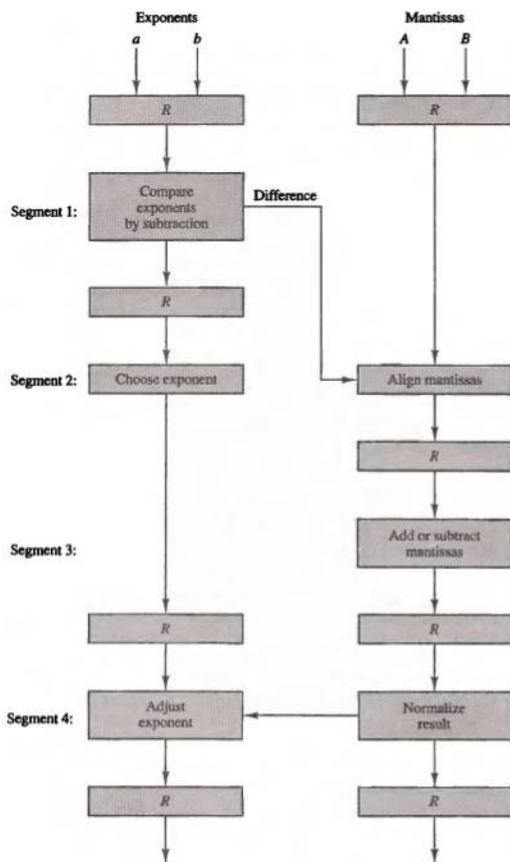 Exponents
Mantissas
a
b
A
B
R
R
Segment 1:
Compare
exponents
by subtraction
Difference
R
Segment 2:
Choose exponent
Align mantissas
R
Segment 3:
Add or subtract
mantissas
R
R
Segment 4:
Adjust
exponent
Normalize
result
R
R